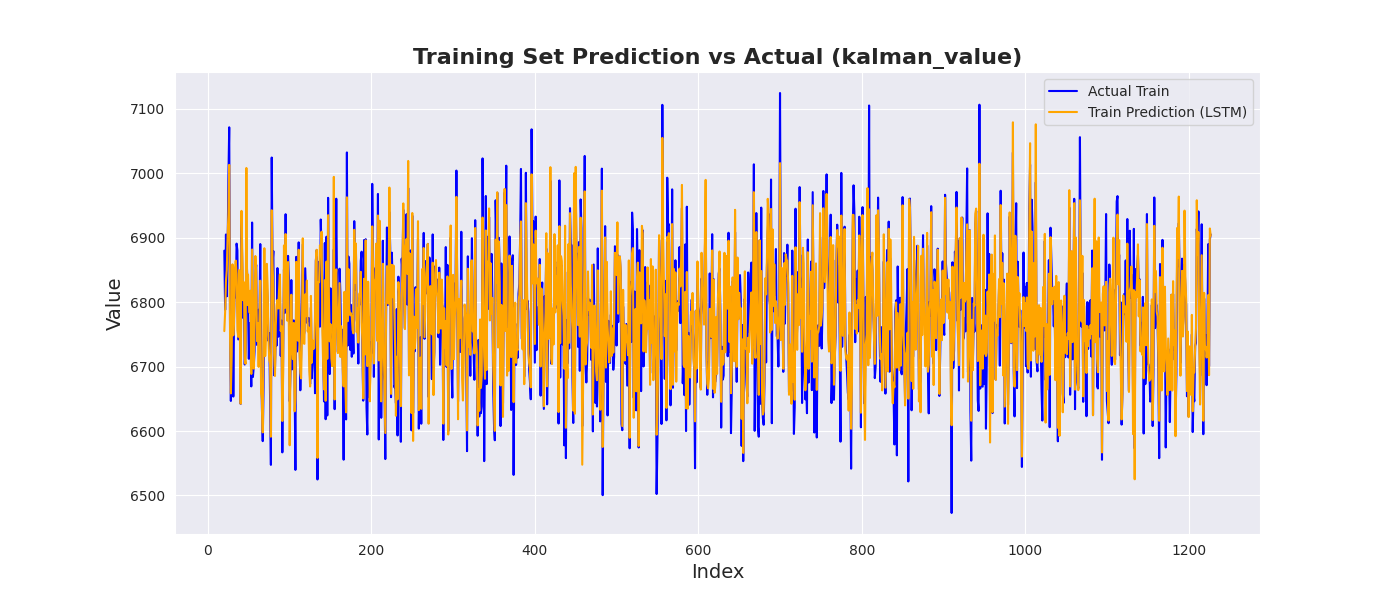 Training Set Prediction vs Actual (kalman_value)
Actual Train
Train Prediction (LSTM)
7100
7000
6900
6800
6700
6600
6500
Value
0 200 400 600 800 1000 1200
Index